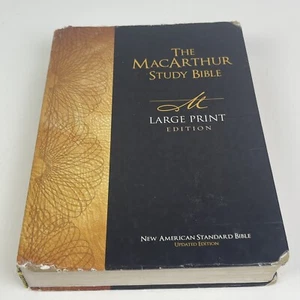 THE
MACARTHUR
STUDY BIBLE
M
LARGE PRINT
EDITION
NEW AMERICAN STANDARD BIBLE
UPDATED EDITION